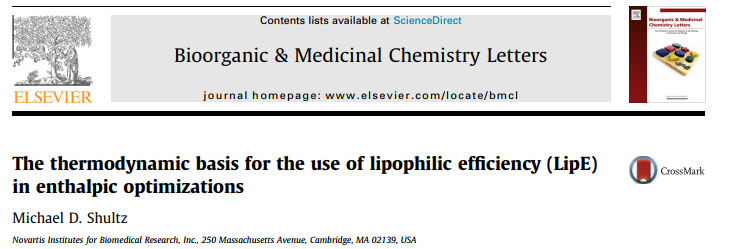 Contents lists available at ScienceDirect
Bioorganic & Medicinal Chemistry Letters
journal homepage: www.elsevier.com/locate/bmcl
ELSEVIER
Bioorganic & Medicinal
Chemistry Letters
The thermodynamic basis for the use of lipophilic efficiency (LipE)
in enthalpic optimizations
CrossMark
Michael D. Shultz
Novartis Institutes for Biomedical Research, Inc., 250 Massachusetts Avenue, Cambridge, MA 02139, USA